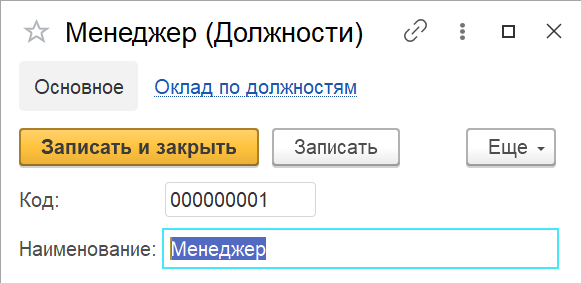 Менеджер (Должности)
Основное Оклад по должностям
Записать и закрыть Записать Еще
Код: 000000001
Наименование: Менеджер